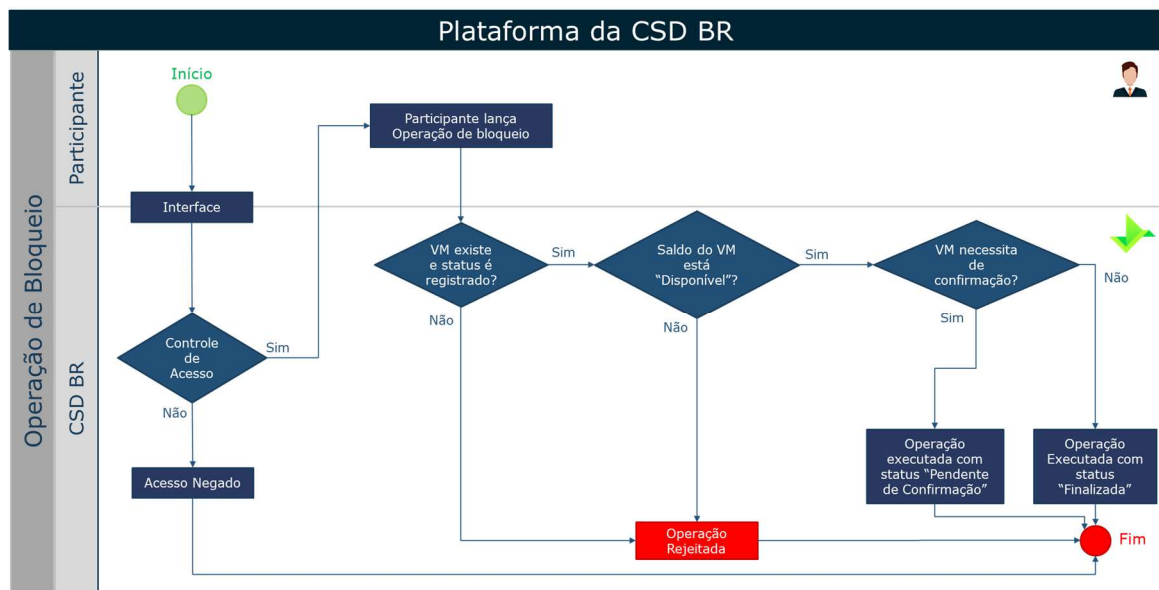 Plataforma da CSD BR
Operação de Bloqueio
Participante
CSD BR
Início
Interface
Controle
de
Acesso
Sim
Não
Acesso Negado
Participante lança
Operação de bloqueio
VM existe
e status é
registrado?
Sim
Não
Saldo do VM
está
“Disponível”?
Sim
Não
Operação
Rejeitada
VM necessita
de
confirmação?
Sim
Não
Operação
executada com
status “Pendente
de Confirmação”
Operação
Executada com
status
“Finalizada”
Fim